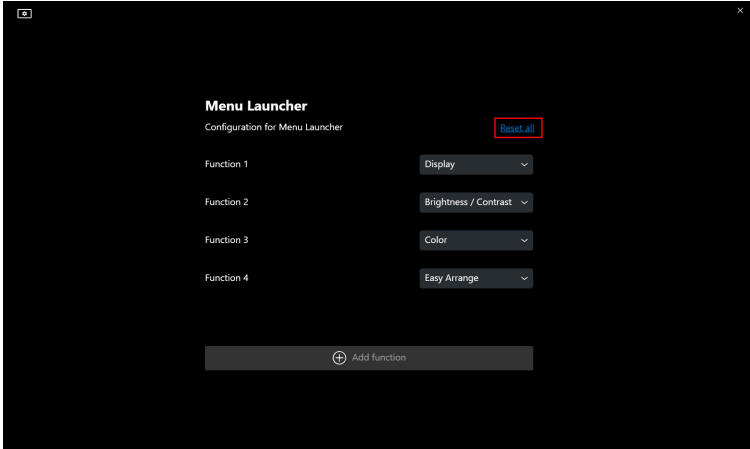 Menu Launcher
Configuration for Menu Launcher Reset all
Function 1 Display
Function 2 Brightness / Contrast
Function 3 Color
Function 4 Easy Arrange
Add function